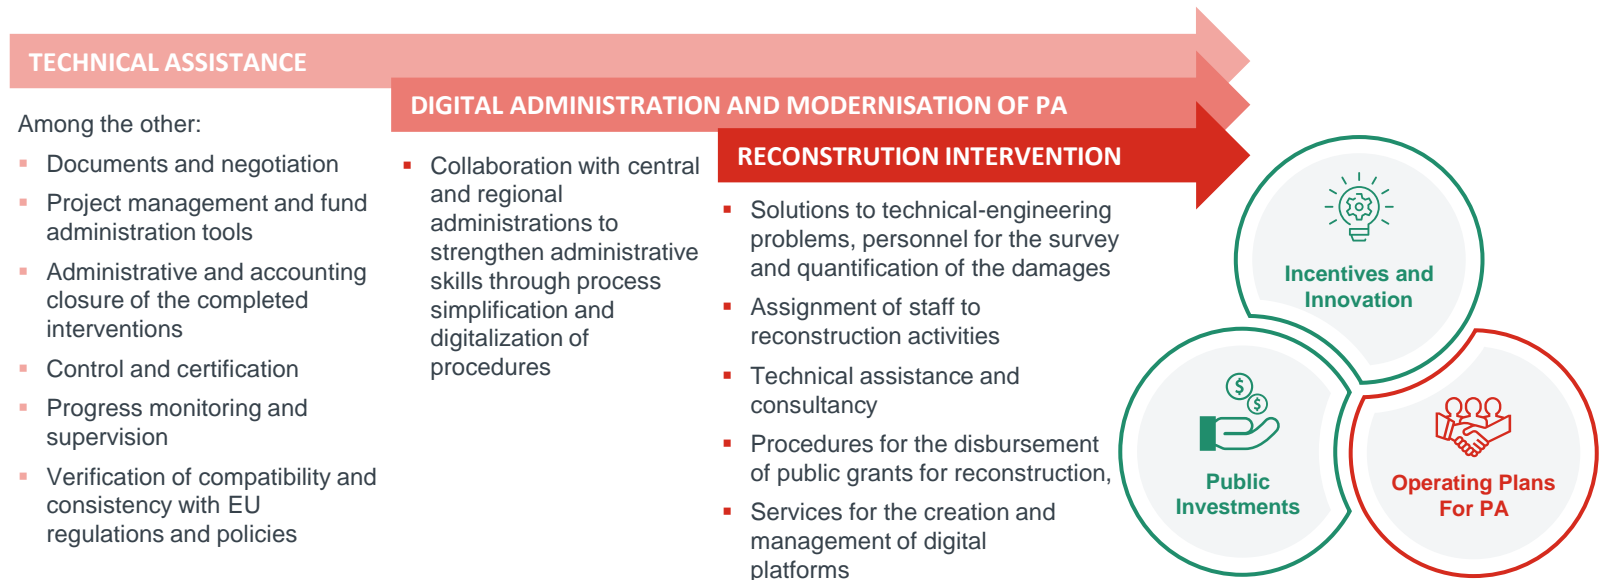 TECHNICAL ASSISTANCE
Among the other:
Documents and negotiation
Project management and fund
administration tools
Administrative and accounting
closure of the completed
interventions
Control and certification
Progress monitoring and
supervision
Verification of compatibility and
consistency with EU
regulations and policies
DIGITAL ADMINISTRATION AND MODERNISATION OF PA
Collaboration with central
and regional
administrations to
strengthen administrative
skills through process
simplification and
digitalization of
procedures
RECONSTRUTION INTERVENTION
Solutions to technical-engineering
problems, personnel for the survey
and quantification of the damages
Assignment of staff to
reconstruction activities
Technical assistance and
consultancy
Procedures for the disbursement
of public grants for reconstruction,
Services for the creation and
management of digital
platforms
Incentives and
Innovation
$
$
Public
Investments
Operating Plans
For PA